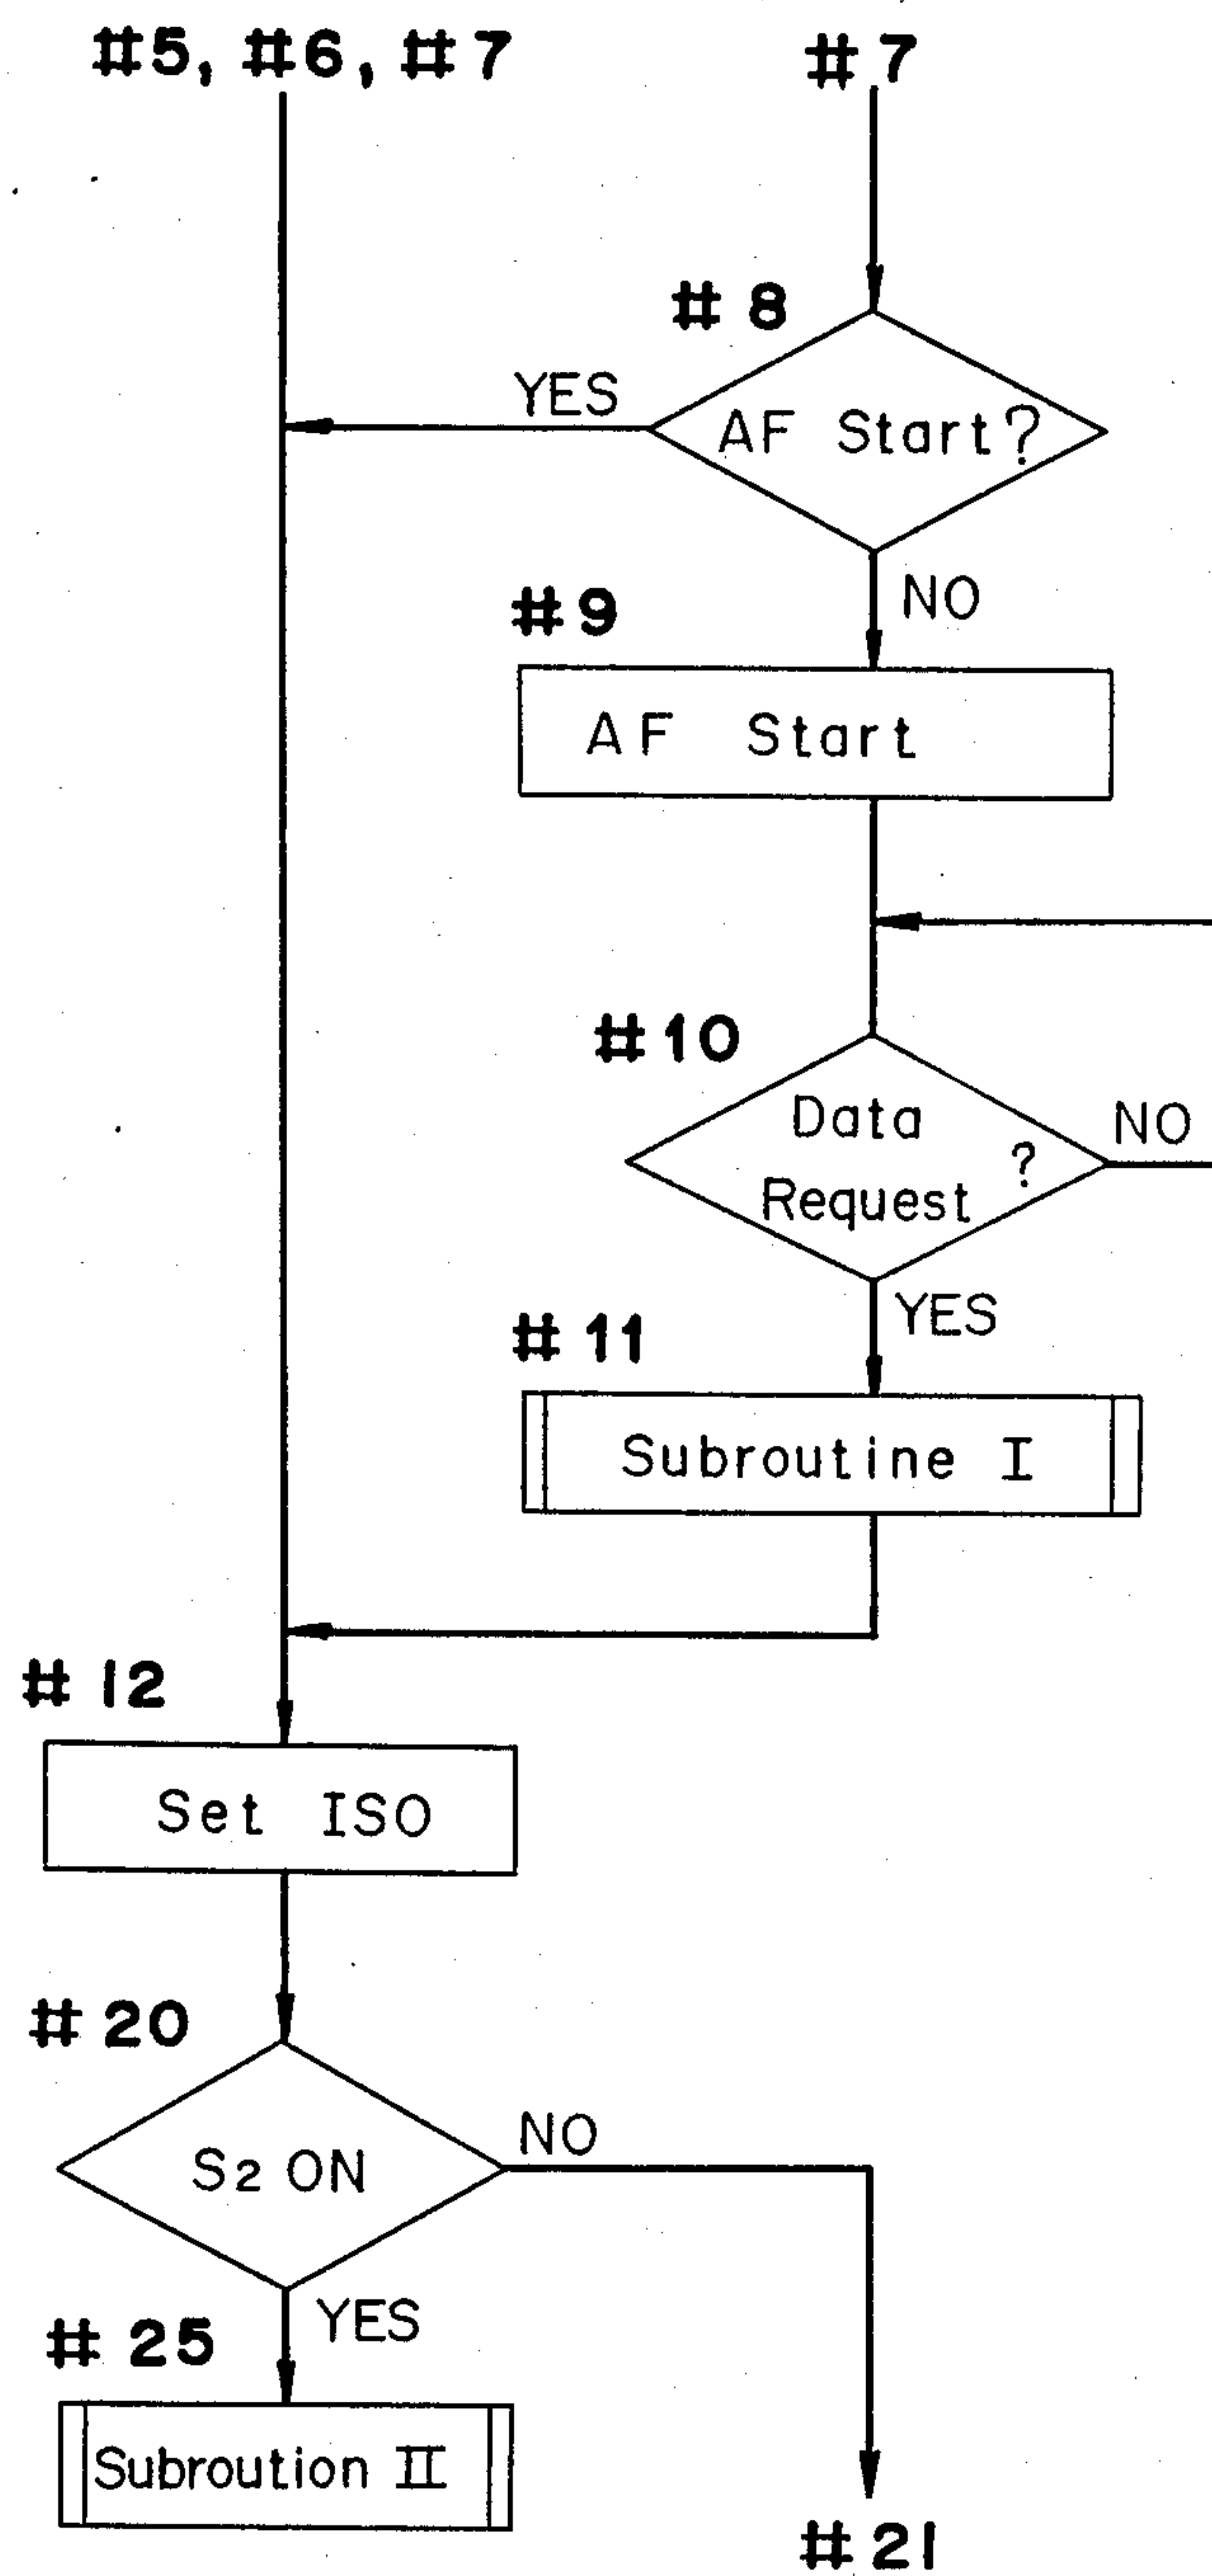 #5, #6, #7
#7
#8
YES
AF Start?
NO
#9
AF Start
#10
Data
Request ?
NO
YES
#11
Subroutine I
#12
Set ISO
#20
S2 ON
NO
YES
#25
Subroution II
#21